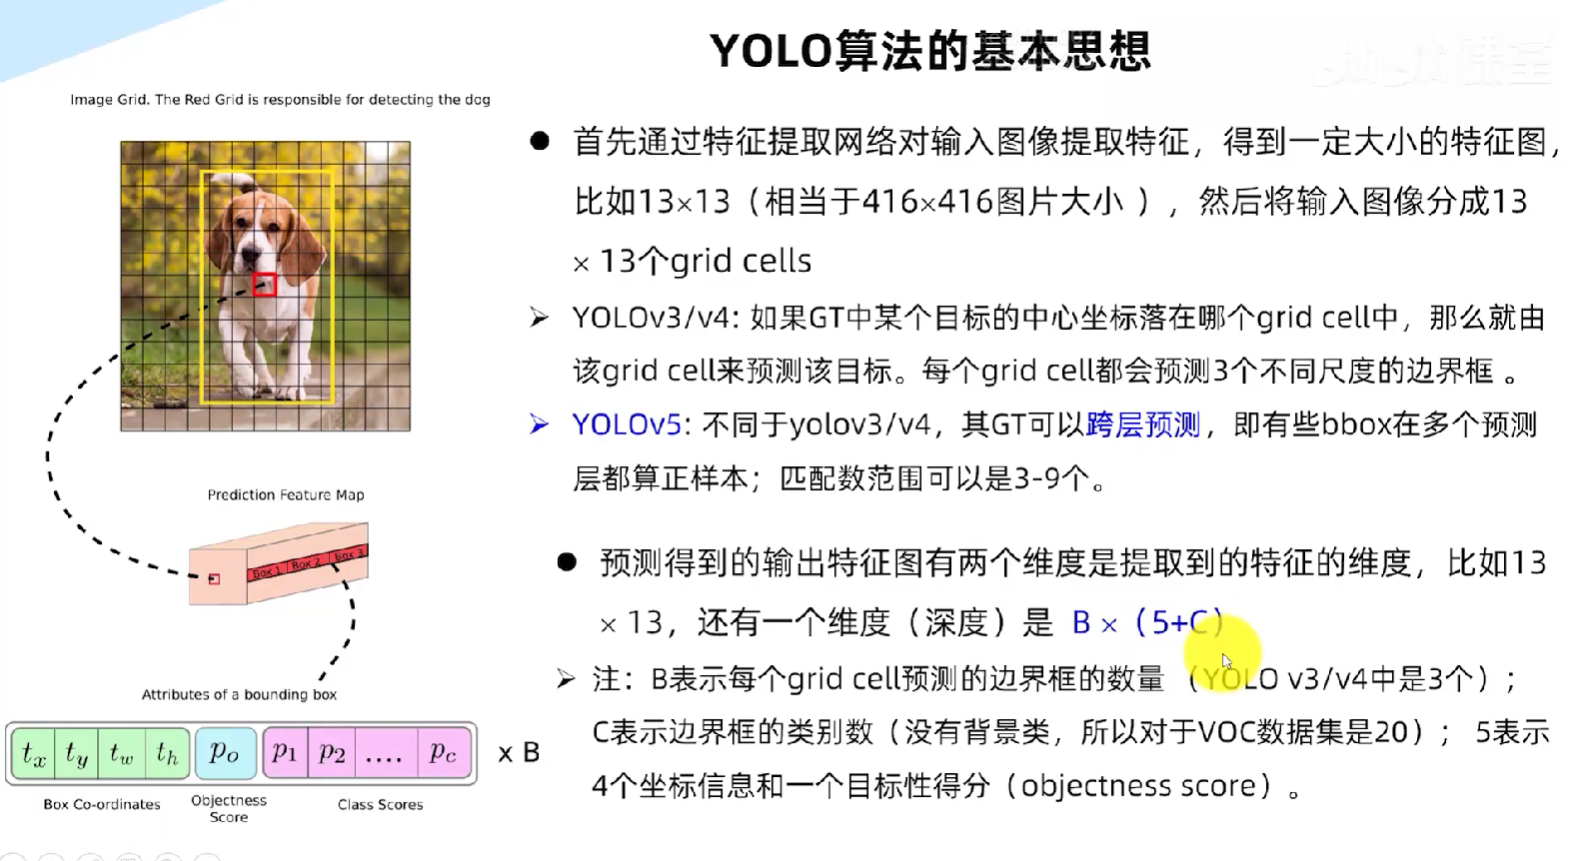 YOLO算法的基本思想
Image Grid. The Red Grid is responsible for detecting the dog
● 首先通过特征提取网络对输入图像提取特征，得到一定大小的特征图，
比如13×13（相当于416×416图片大小 ），然后将输入图像分成13
× 13个grid cells
➢ YOLOv3/v4: 如果GT中某个目标的中心坐标落在哪个grid cell中，那么就由
该grid cell来预测该目标。每个grid cell都会预测3个不同尺度的边界框 。
➢ YOLOv5: 不同于yolov3/v4，其GT可以跨层预测，即有些bbox在多个预测
层都算正样本；匹配数范围可以是3-9个。
Prediction Feature Map
Box 1 Box 2 Box 3
● 预测得到的输出特征图有两个维度是提取到的特征的维度，比如13
× 13，还有一个维度（深度）是 B ×（5+C）
➢ 注：B表示每个grid cell预测的边界框的数量 （YOLO v3/v4中是3个）；
C表示边界框的类别数（没有背景类，所以对于VOC数据集是20）； 5表示
4个坐标信息和一个目标性得分（objectness score）。
Attributes of a bounding box
tx ty tw th po p1 p2 .... pc x B
Box Co-ordinates
Objectness
Score
Class Scores